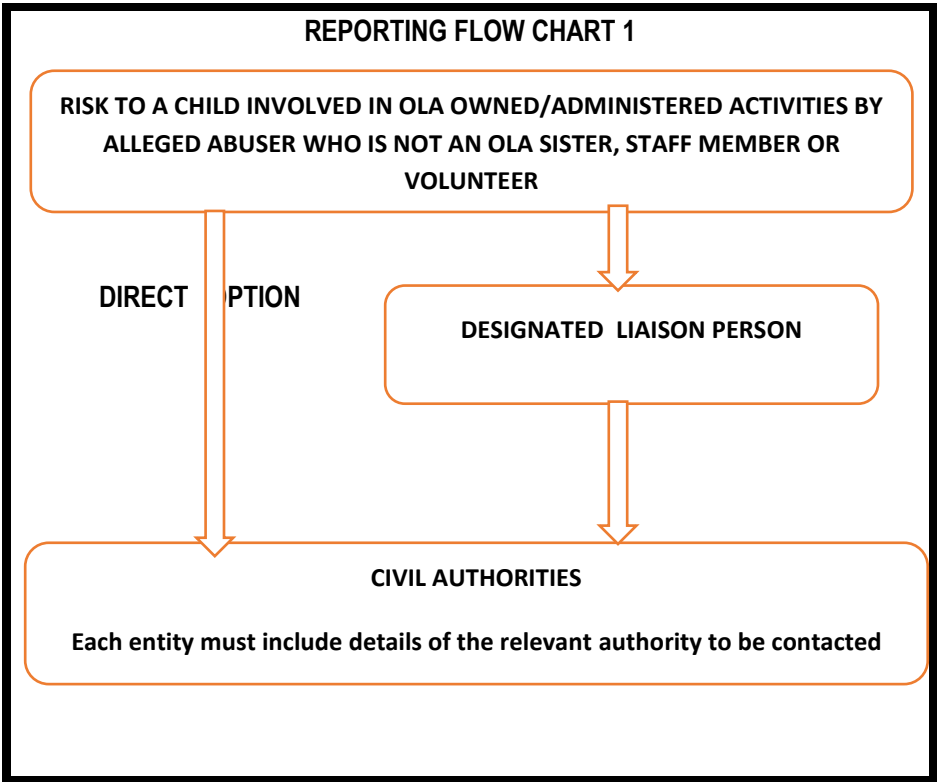 REPORTING FLOW CHART 1
RISK TO A CHILD INVOLVED IN OLA OWNED/ADMINISTERED ACTIVITIES BY
ALLEGED ABUSER WHO IS NOT AN OLA SISTER, STAFF MEMBER OR
VOLUNTEER
DIRECT PTION
DESIGNATED LIAISON PERSON
CIVIL AUTHORITIES
Each entity must include details of the relevant authority to be contacted